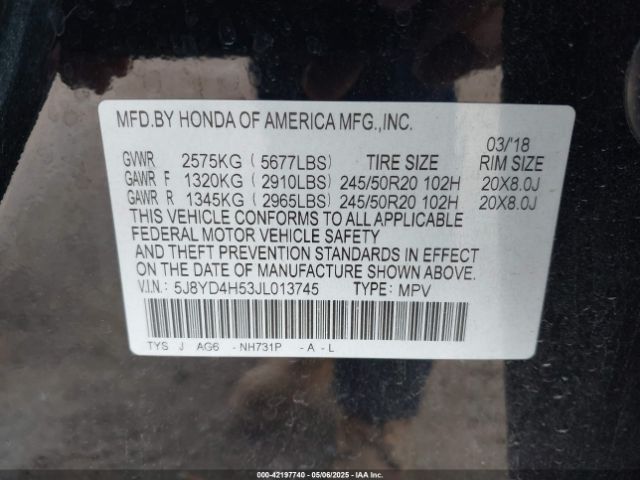 MFD.BY HONDA OF AMERICA MFG.,INC.
03/'18
GVWR 2575KG (5677LBS) TIRE SIZE RIM SIZE
GAWR F 1320KG (2910LBS) 245/50R20 102H 20X8.0J
GAWR R 1345KG (2965LBS) 245/50R20 102H 20X8.0J
THIS VEHICLE CONFORMS TO ALL APPLICABLE
FEDERAL MOTOR VEHICLE SAFETY
AND THEFT PREVENTION STANDARDS IN EFFECT
ON THE DATE OF MANUFACTURE SHOWN ABOVE.
V.I.N.: 5J8YD4H53JL013745 TYPE: MPV
TYS J AG6 -NH731P -A -L
000-42197740 - 05/06/2025 - IAA Inc.